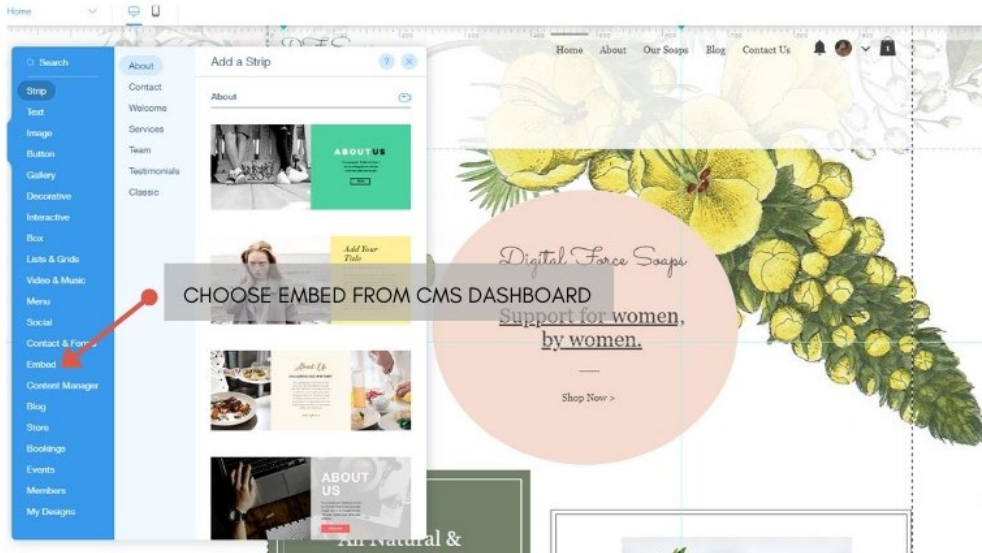 Home
Search
Strip
Text
Image
Button
Gallery
Decorative
Interactive
Box
Lists & Grids
Video & Music
Menu
Social
Contact & Forms
Embed
Content Manager
Blog
Store
Bookings
Events
Members
My Designs
About
Contact
Welcome
Services
Team
Testimonials
Classic
Add a Strip
?
About
ABOUT US
Add Your
Title
About Us
ABOUT
US
CHOOSE EMBED FROM CMS DASHBOARD
Home About Our Soaps Blog Contact Us
Digital Force Soaps
Support for women,
by women.
Shop Now >
All Natural &